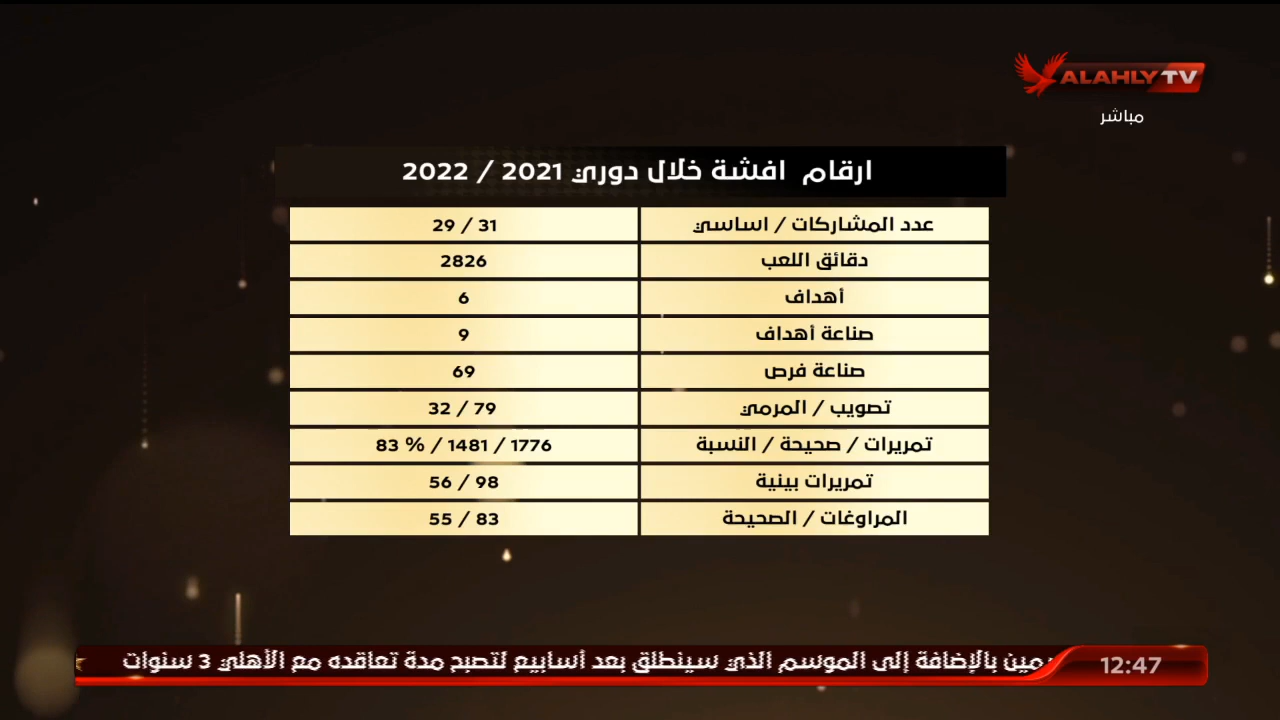 ALAHLY TV
مباشر
ارقام افشة خلال دوري 2021 / 2022
عدد المشاركات / اساسي 31 / 29
دقائق اللعب 2826
أهداف 6
صناعة أهداف 9
صناعة فرص 69
تصويب / المرمي 79 / 32
تمريرات / صحيحة / النسبة 1776 / 1481 / % 83
تمريرات بينية 98 / 56
المراوغات / الصحيحة 83 / 55
بالإضافة إلى الموسم الذي سينطلق بعد أسابيع لتصبح مدة تعاقده مع الأهلي 3 سنوات
12:47